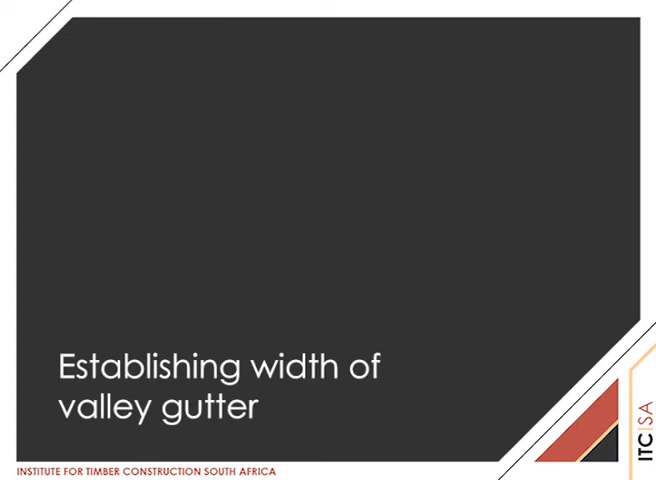 Establishing width of
valley gutter
INSTITUTE FOR TIMBER CONSTRUCTION SOUTH AFRICA
ITC|SA